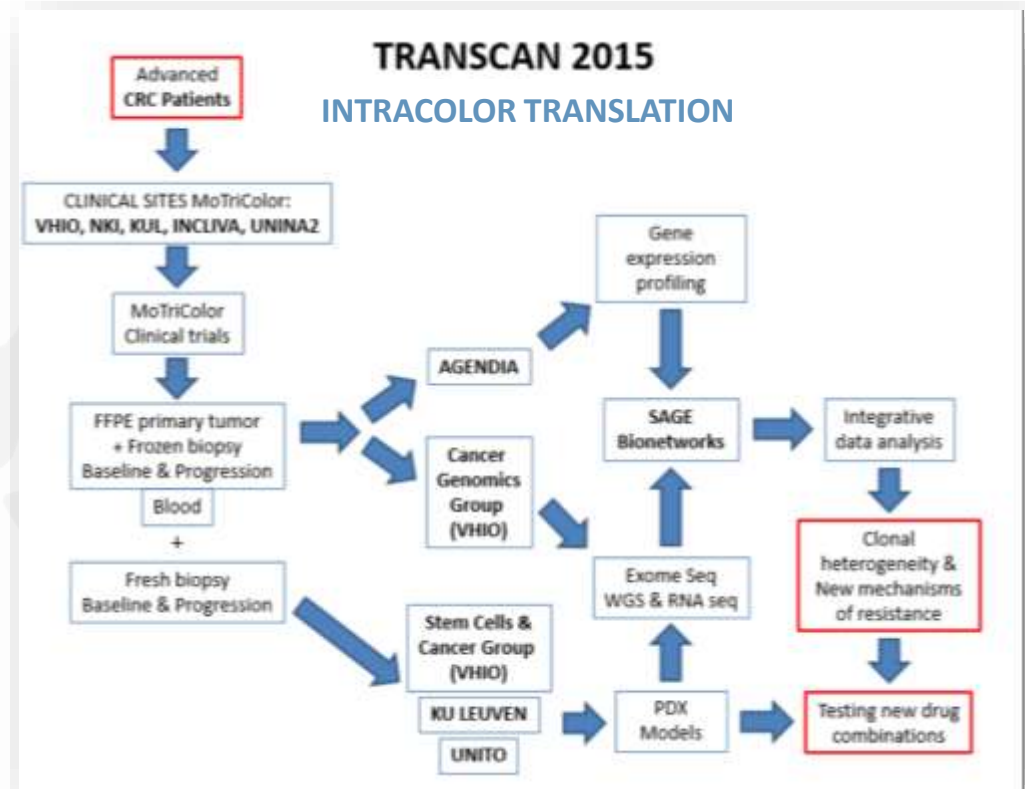 TRANSCAN 2015
INTRACOLOR TRANSLATION
Advanced
CRC Patients
CLINICAL SITES MoTriColor:
VHIO, NKI, KUL, INCLIVA, UNINA2
MoTriColor
Clinical trials
FFPE primary tumor
+ Frozen biopsy
Baseline & Progression
Blood
+
Fresh biopsy
Baseline & Progression
AGENDIA
Cancer
Genomics
Group
(VHIO)
Stem Cells &
Cancer Group
(VHIO)
KU LEUVEN
UNITO
Gene
expression
profiling
SAGE
Bionetworks
Exome Seq
WGS & RNA seq
PDX
Models
Integrative
data analysis
Clonal
heterogeneity &
New mechanisms
of resistance
Testing new drug
combinations